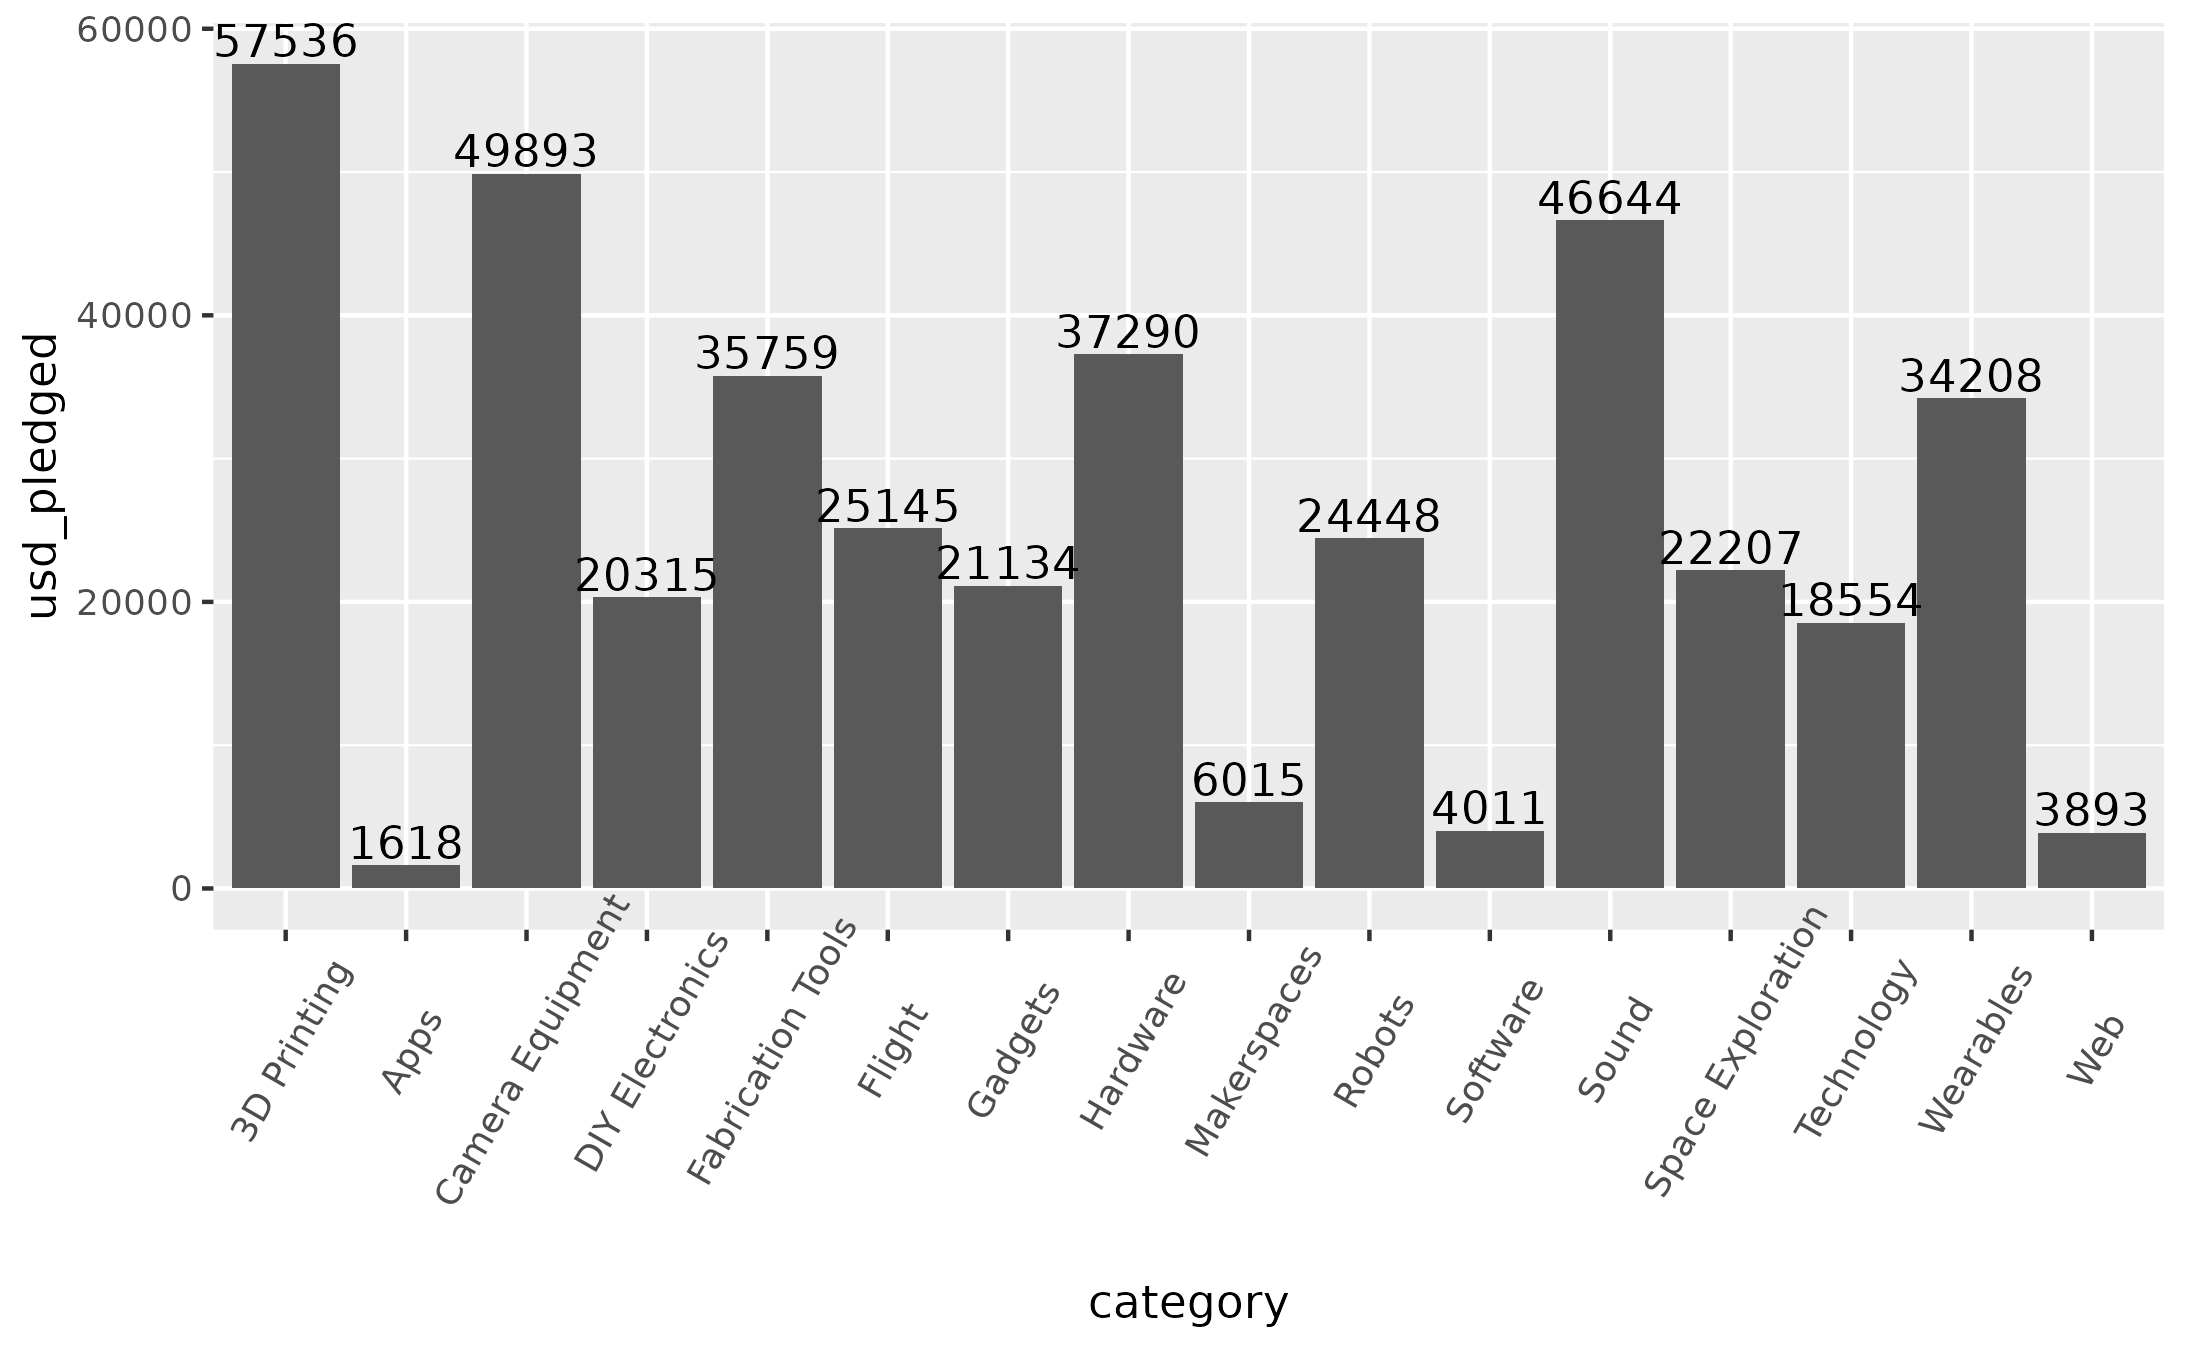 usd_pledged
60000
40000
20000
0
57536
1618
49893
20315
35759
25145
21134
37290
6015
24448
4011
46644
22207
18554
34208
3893
3D Printing
Apps
Camera Equipment
DIY Electronics
Fabrication Tools
Flight
Gadgets
Hardware
Makerspaces
Robots
Software
Sound
Space Exploration
Technology
Wearables
Web
category